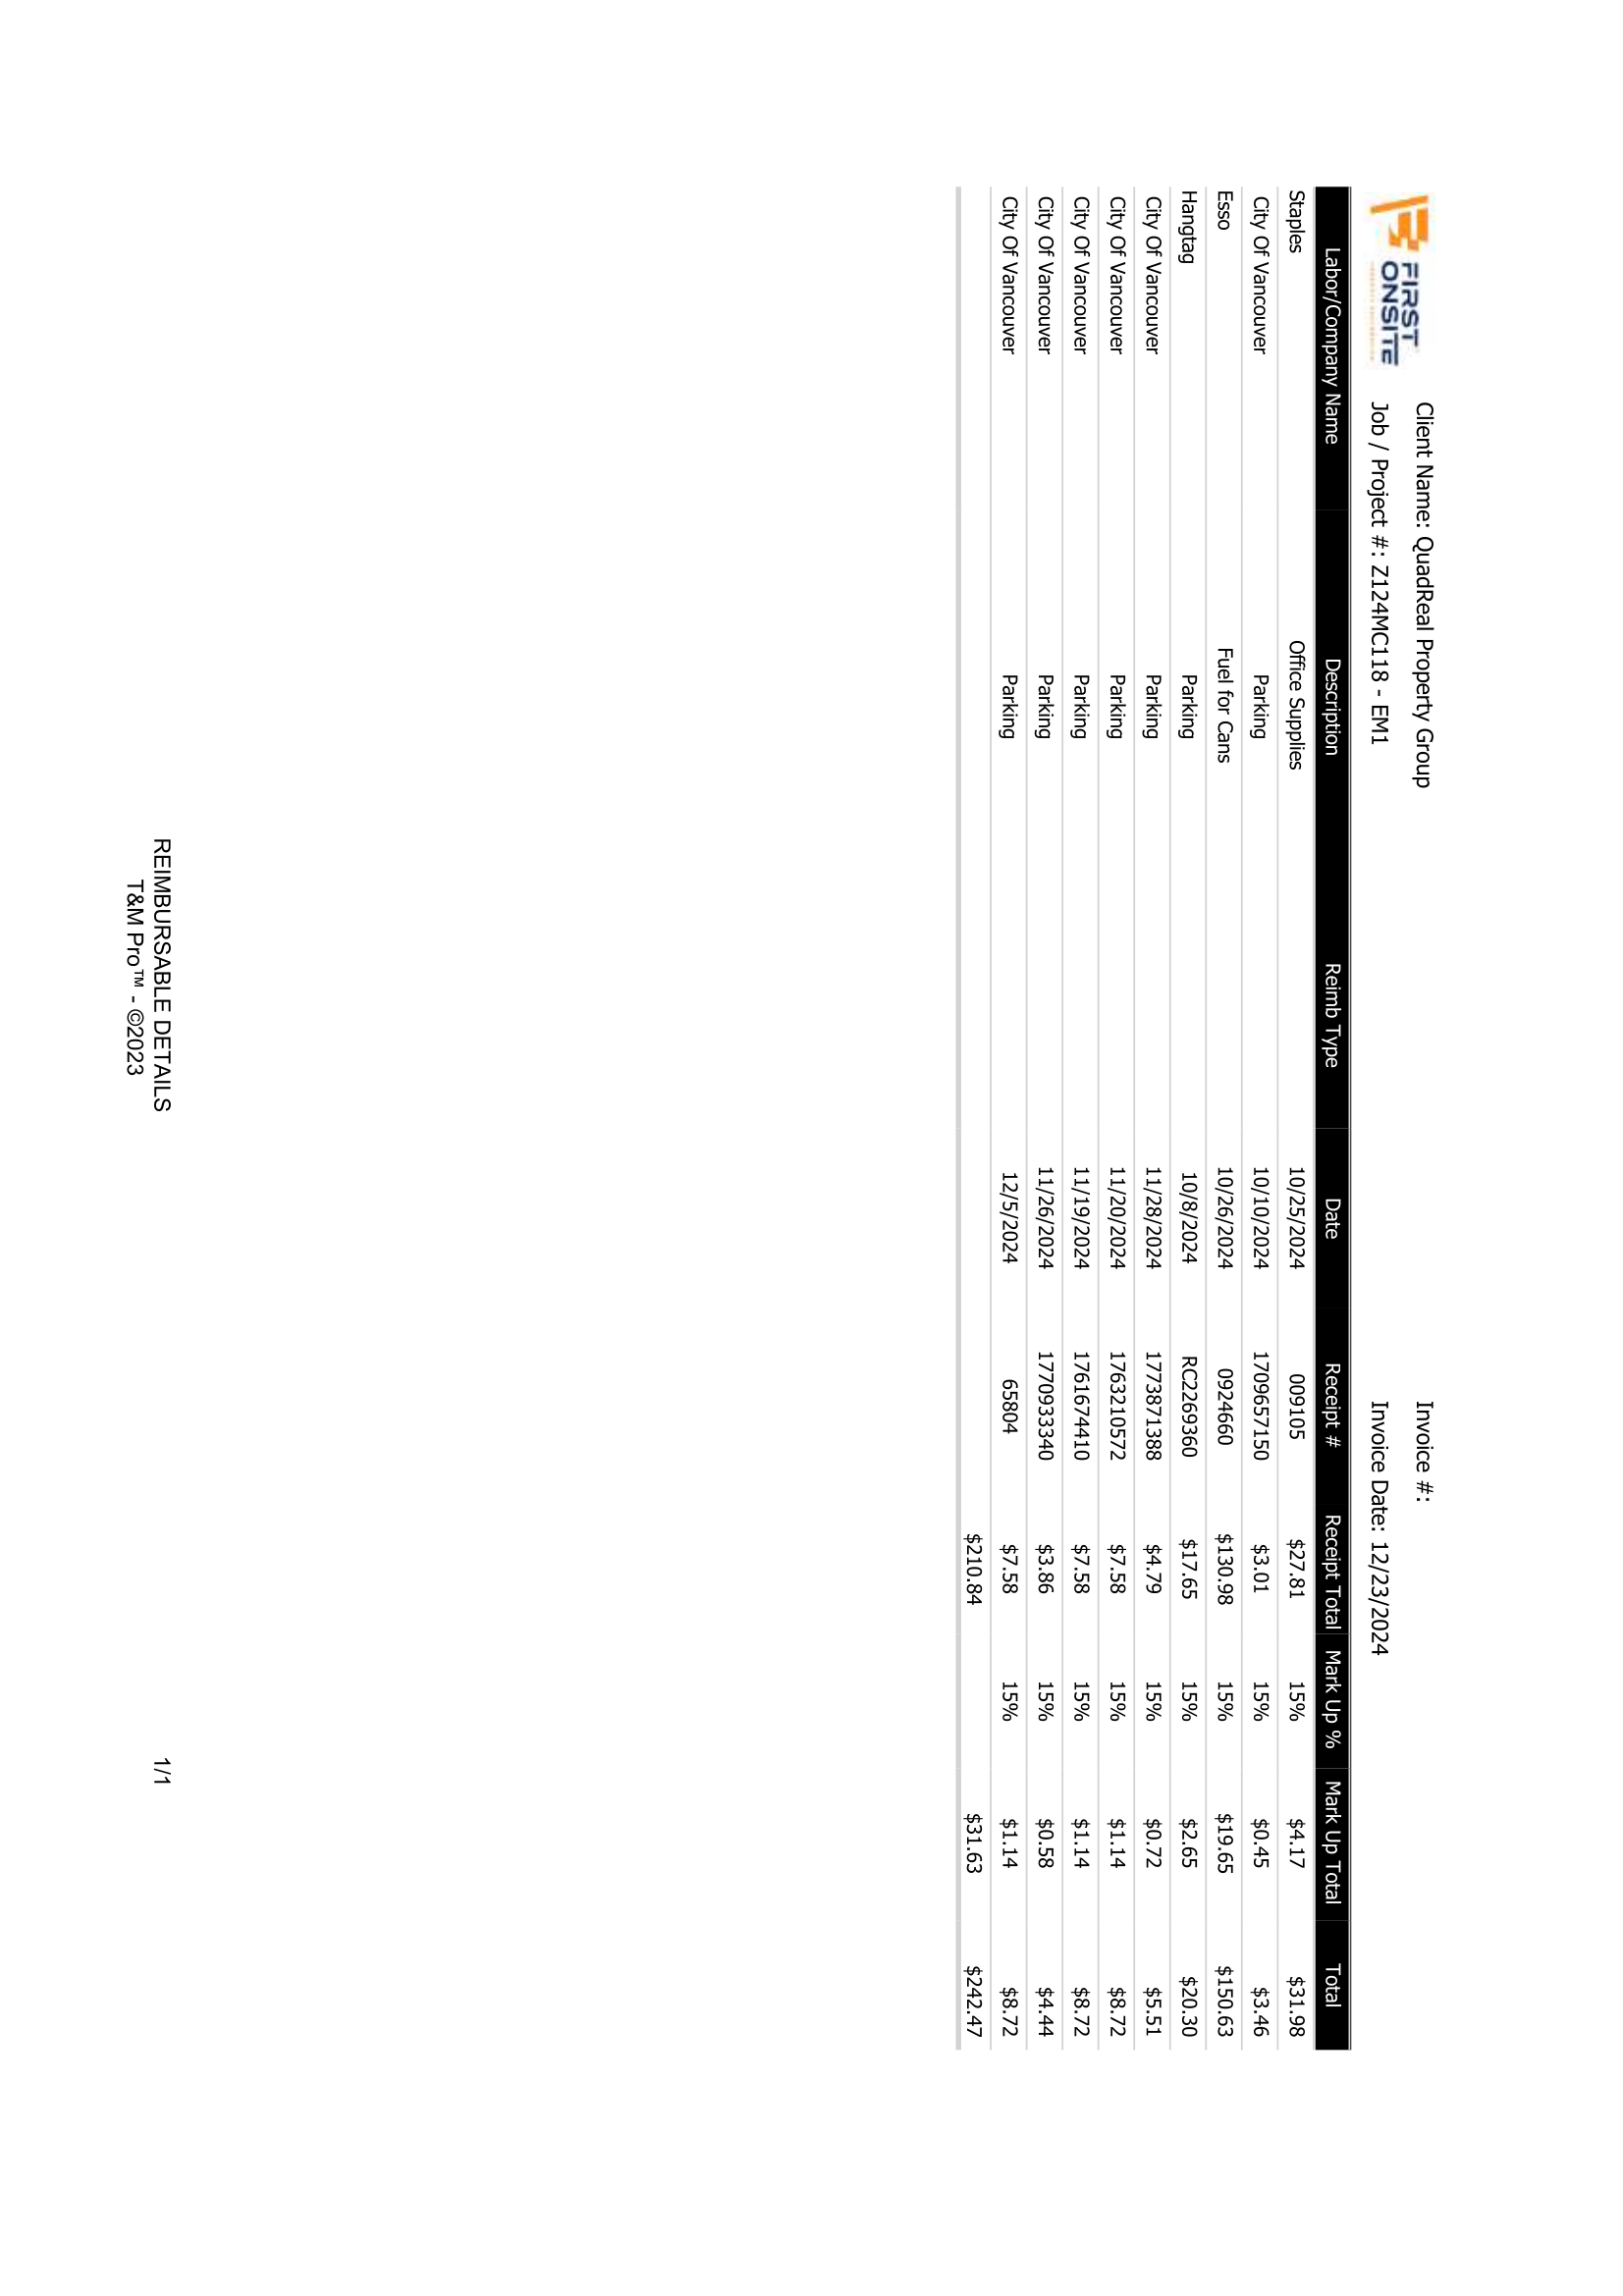 FIRST
ONSITE
Client Name: QuadReal Property Group
Invoice #:
Job / Project #: Z124MC118 - EM1
Invoice Date: 12/23/2024
Labor/Company Name Description Reimb Type Date Receipt # Receipt Total Mark Up % Mark Up Total Total
Staples Office Supplies 10/25/2024 009105 $27.81 15% $4.17 $31.98
City Of Vancouver Parking 10/10/2024 1709657150 $3.01 15% $0.45 $3.46
Esso Fuel for Cans 10/26/2024 0924660 $130.98 15% $19.65 $150.63
Hangtag Parking 10/8/2024 RC2269360 $17.65 15% $2.65 $20.30
City Of Vancouver Parking 11/28/2024 1773871388 $4.79 15% $0.72 $5.51
City Of Vancouver Parking 11/20/2024 1763210572 $7.58 15% $1.14 $8.72
City Of Vancouver Parking 11/19/2024 1761674410 $7.58 15% $1.14 $8.72
City Of Vancouver Parking 11/26/2024 1770933340 $3.86 15% $0.58 $4.44
City Of Vancouver Parking 12/5/2024 65804 $7.58 15% $1.14 $8.72
$210.84 $31.63 $242.47
REIMBURSABLE DETAILS 1/1
T&M Pro™ - ©2023